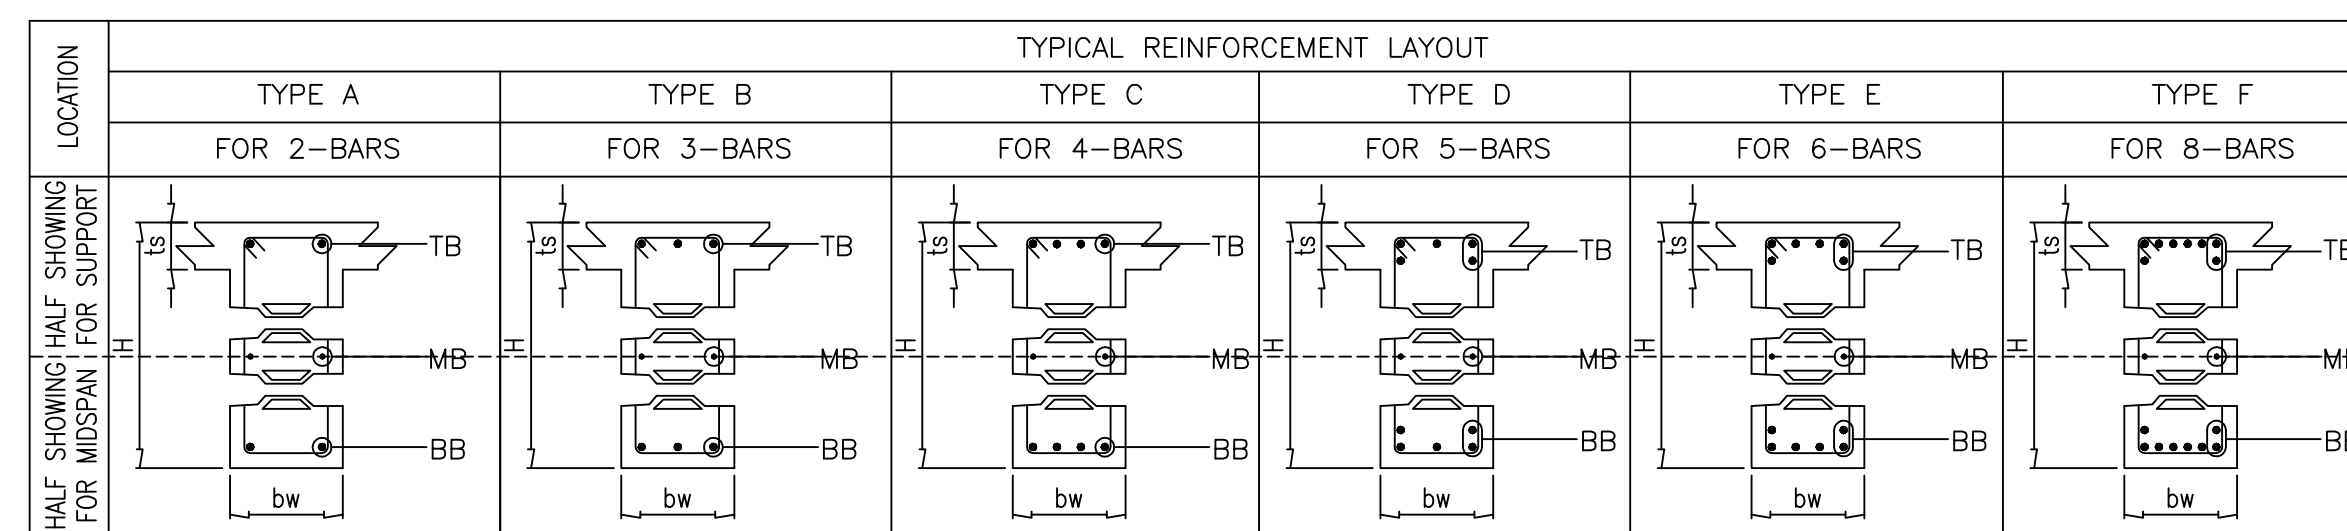 LOCATION
TYPICAL REINFORCEMENT LAYOUT
TYPE A
TYPE B
TYPE C
TYPE D
TYPE E
TYPE F
FOR 2-BARS
FOR 3-BARS
FOR 4-BARS
FOR 5-BARS
FOR 6-BARS
FOR 8-BARS
HALF SHOWING
FOR SUPPORT
HALF SHOWING
FOR MIDSPAN
ts
H
TB
MB
BB
bw
ts
H
TB
MB
BB
bw
ts
H
TB
MB
BB
bw
ts
H
TB
MB
BB
bw
ts
H
TB
MB
BB
bw
ts
H
bw